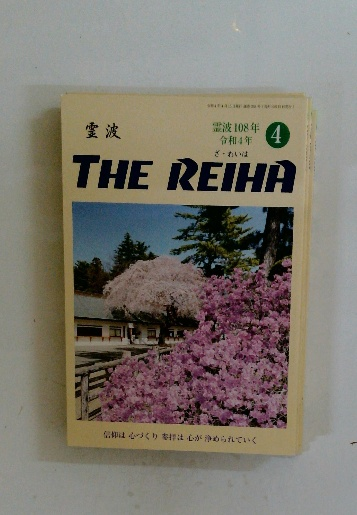 霊波
霊波108年
令和4年
4
ざ・れいは
THE REIHA
信仰は 心づくり 奉拝は 心が 浄められていく